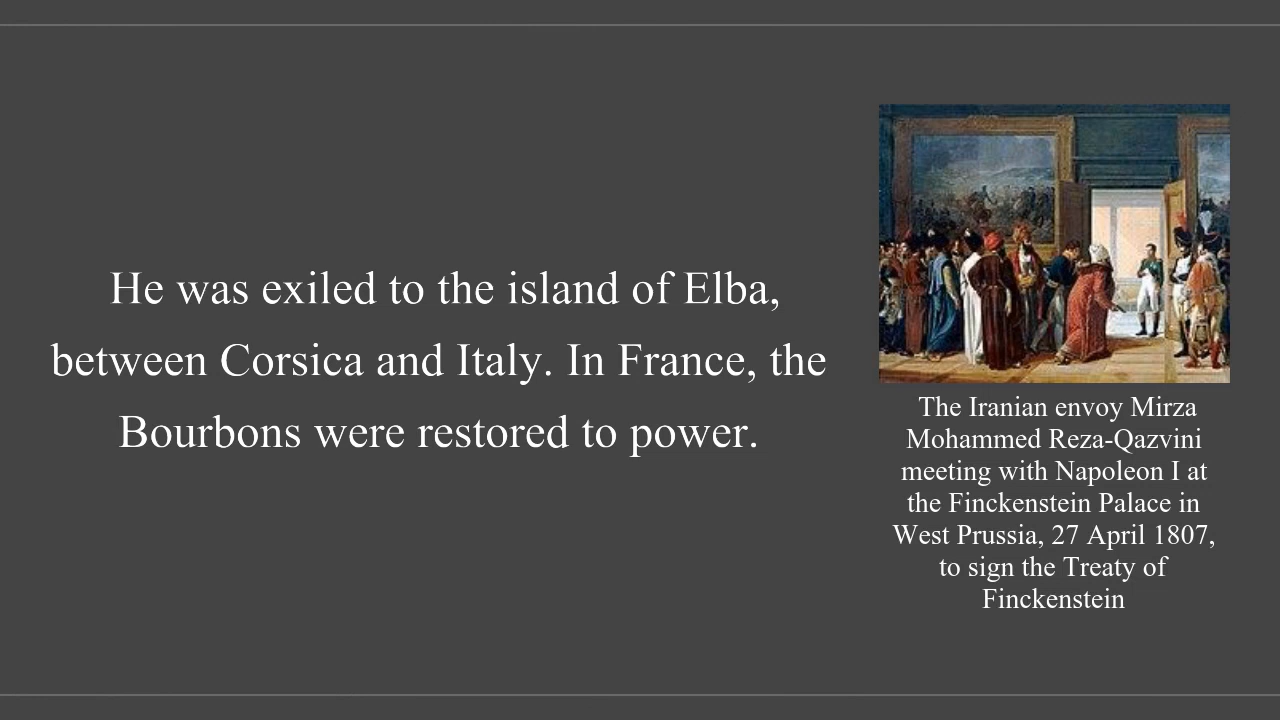 He was exiled to the island of Elba,
between Corsica and Italy. In France, the
Bourbons were restored to power.
The Iranian envoy Mirza
Mohammed Reza-Qazvini
meeting with Napoleon I at
the Finckenstein Palace in
West Prussia, 27 April 1807,
to sign the Treaty of
Finckenstein